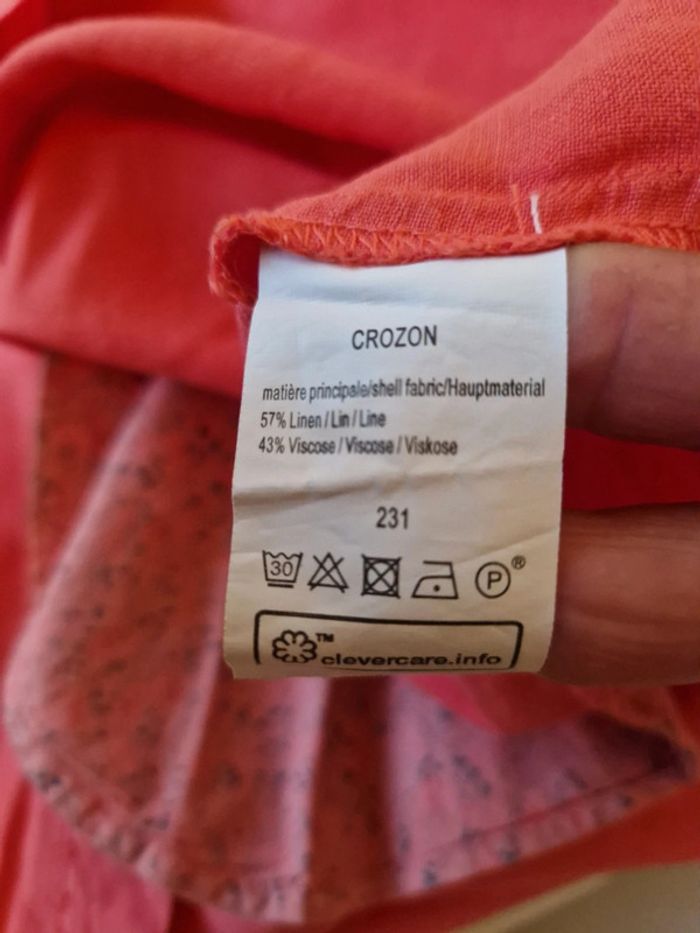 CROZON
matière principale/shell fabric/Hauptmaterial
57% Linen / Lin / Line
43% Viscose / Viscose / Viskose
231
30 P®
™ clevercare.info